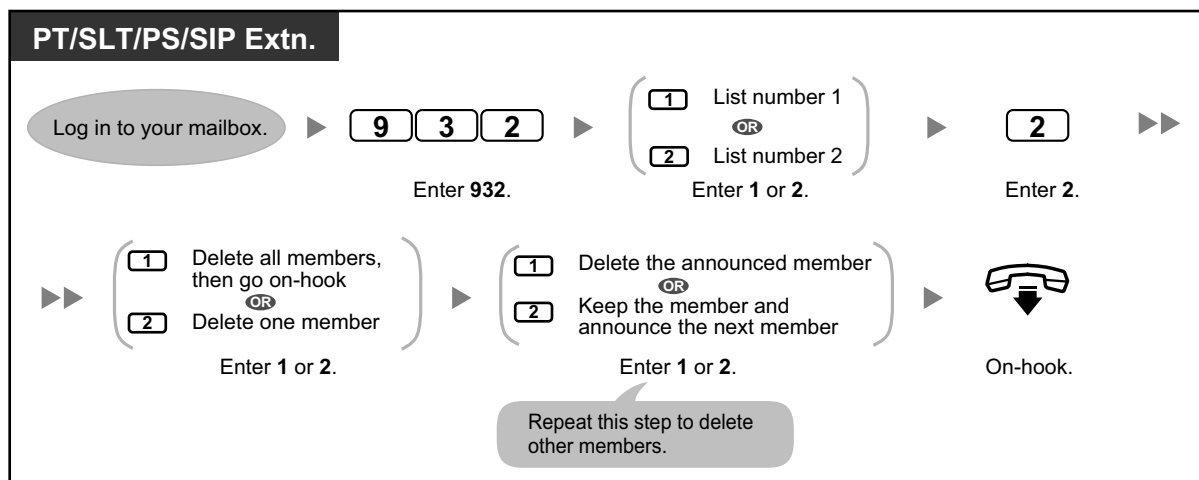 PT/SLT/PS/SIP Extn.
Log in to your mailbox.
9 3 2
Enter 932.
1 List number 1
OR
2 List number 2
Enter 1 or 2.
2
Enter 2.
1 Delete all members,
then go on-hook
OR
2 Delete one member
Enter 1 or 2.
1 Delete the announced member
OR
2 Keep the member and
announce the next member
Enter 1 or 2.
Repeat this step to delete
other members.
On-hook.